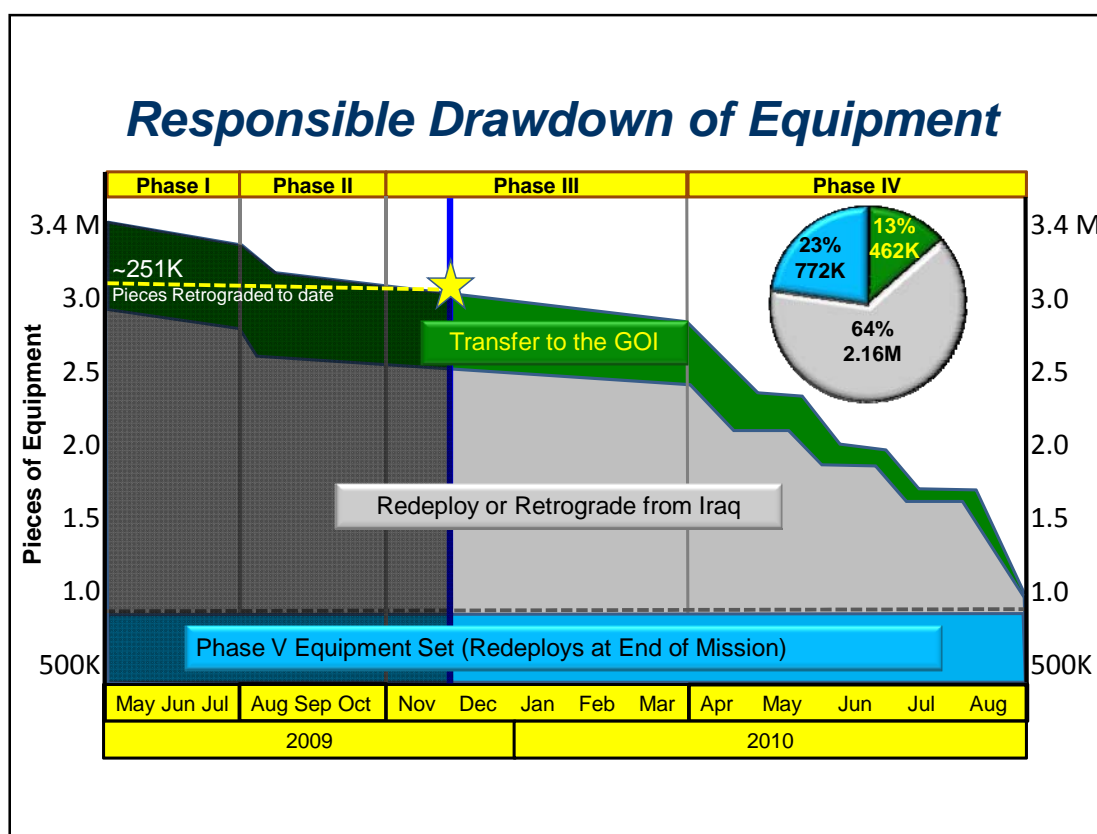 Responsible Drawdown of Equipment
Phase I Phase II Phase III Phase IV
3.4 M
3.0
2.5
2.0
1.5
1.0
500K
Pieces of Equipment
~251K
Pieces Retrograded to date
Transfer to the GOI
Redeploy or Retrograde from Iraq
Phase V Equipment Set (Redeploys at End of Mission)
13%
462K
23%
772K
64%
2.16M
3.4 M
3.0
2.5
2.0
1.5
1.0
500K
May Jun Jul Aug Sep Oct Nov Dec Jan Feb Mar Apr May Jun Jul Aug
2009 2010